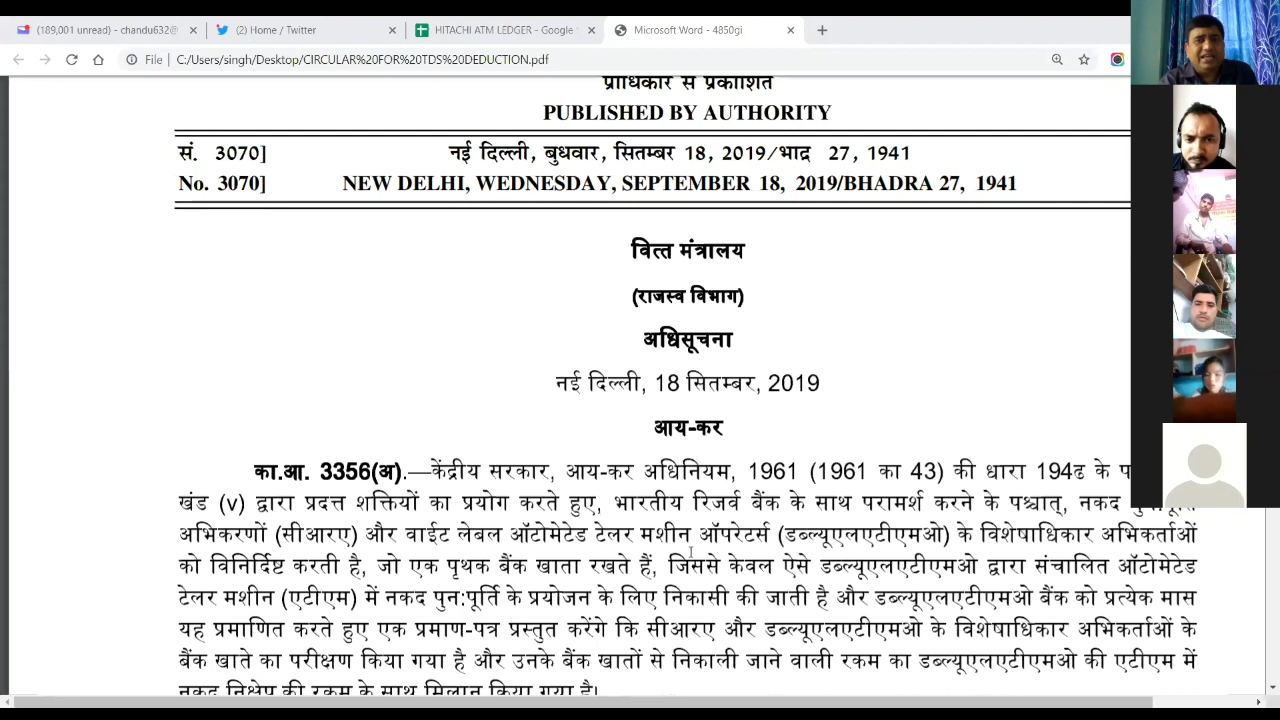 (189,001 unread) - chandu632@
(2) Home / Twitter
HITACHI ATM LEDGER - Google
Microsoft Word - 4850gi
File | C:/Users/singh/Desktop/CIRCULAR%20FOR%20TDS%20DEDUCTION.pdf
प्राधिकार से प्रकाशित
PUBLISHED BY AUTHORITY
सं. 3070] नई दिल्ली, बुधवार, सितम्बर 18, 2019/भाद्र 27, 1941
No. 3070] NEW DELHI, WEDNESDAY, SEPTEMBER 18, 2019/BHADRA 27, 1941
वित्त मंत्रालय
(राजस्व विभाग)
अधिसूचना
नई दिल्ली, 18 सितम्बर, 2019
आय-कर
का.आ. 3356(अ).—केंद्रीय सरकार, आय-कर अधिनियम, 1961 (1961 का 43) की धारा 194ढ के
खंड (v) द्वारा प्रदत्त शक्तियों का प्रयोग करते हुए, भारतीय रिजर्व बैंक के साथ परामर्श करने के पश्चात्, नकद
अभिकरणों (सीआरए) और वाईट लेबल ऑटोमेटेड टेलर मशीन ऑपरेटर्स (डब्ल्यूएलएटीएमओ) के विशेषाधिकार अभिकर्ताओं
को विनिर्दिष्ट करती है, जो एक पृथक बैंक खाता रखते हैं, जिससे केवल ऐसे डब्ल्यूएलएटीएमओ द्वारा संचालित ऑटोमेटेड
टेलर मशीन (एटीएम) में नकद पुन:पूर्ति के प्रयोजन के लिए निकासी की जाती है और डब्ल्यूएलएटीएमओ बैंक को प्रत्येक मास
यह प्रमाणित करते हुए एक प्रमाण-पत्र प्रस्तुत करेंगे कि सीआरए और डब्ल्यूएलएटीएमओ के विशेषाधिकार अभिकर्ताओं के
बैंक खाते का परीक्षण किया गया है और उनके बैंक खातों से निकाली जाने वाली रकम का डब्ल्यूएलएटीएमओ की एटीएम में
नकद निक्षेप की रकम के साथ मिलान किया गया है।